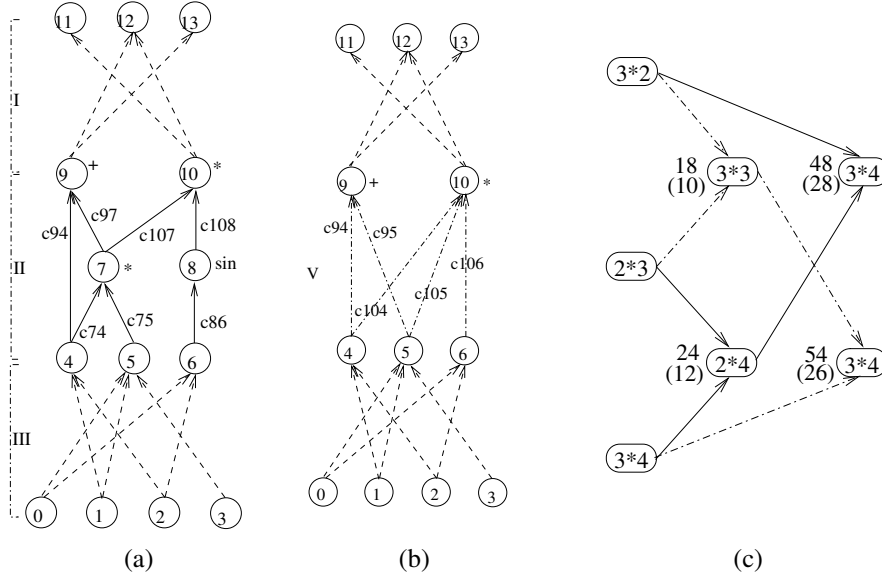 11 12 13
I
9 + 10 *
c94 c97 c107 c108
II
7 * 8 sin
c74 c75 c86
4 5 6
III
0 1 2 3
(a)
11 12 13
9 + 10 *
c94 c95 c106
V
c104 c105
4 5 6
0 1 2 3
(b)
3*2
18 48
(10) 3*3 (28) 3*4
2*3
24 54
(12) 2*4 (26) 3*4
3*4
(c)